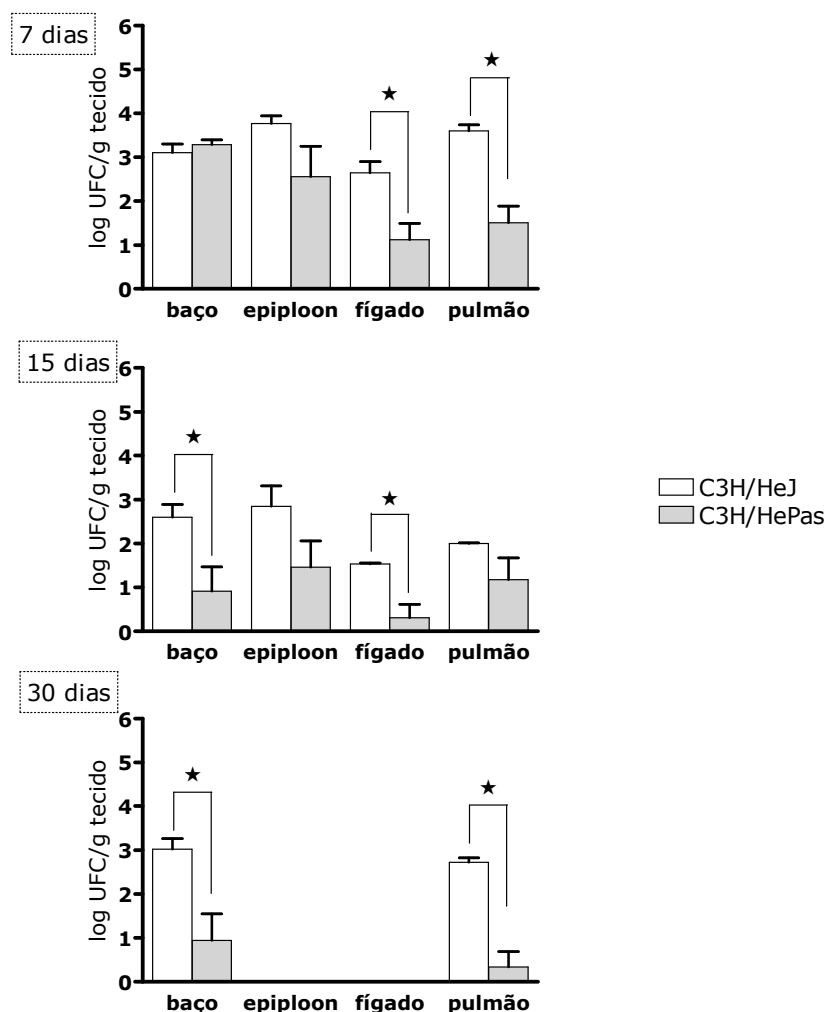 7 dias
log UFC/g tecido
6
5
4
3
2
1
0
★
★
baço epiploon fígado pulmão
15 dias
log UFC/g tecido
6
5
4
3
2
1
0
★
★
baço epiploon fígado pulmão
C3H/HeJ
C3H/HePas
30 dias
log UFC/g tecido
6
5
4
3
2
1
0
★
★
baço epiploon fígado pulmão